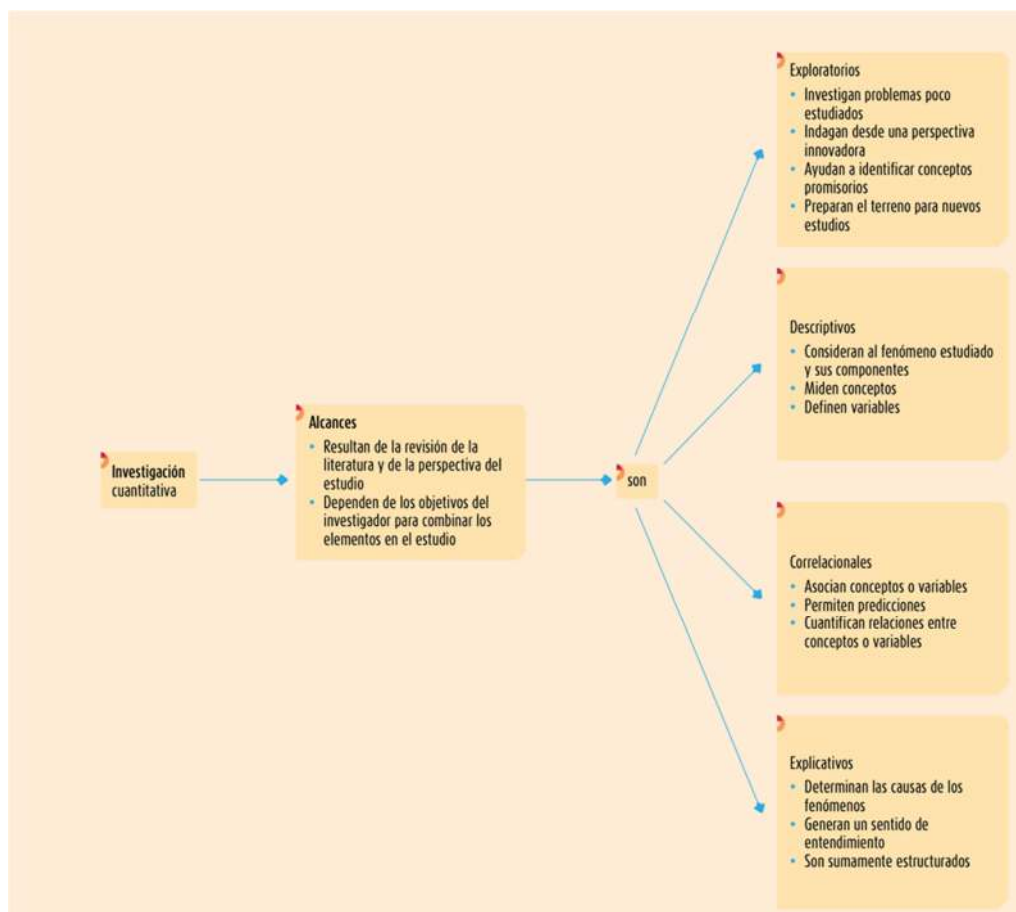 Investigación
cuantitativa
Alcances
• Resultan de la revisión de la
literatura y de la perspectiva del
estudio
• Dependen de los objetivos del
investigador para combinar los
elementos en el estudio
son
Exploratorios
• Investigan problemas poco
estudiados
• Indagan desde una perspectiva
innovadora
• Ayudan a identificar conceptos
promisorios
• Preparan el terreno para nuevos
estudios
Descriptivos
• Consideran al fenómeno estudiado
y sus componentes
• Miden conceptos
• Definen variables
Correlacionales
• Asocian conceptos o variables
• Permiten predicciones
• Cuantifican relaciones entre
conceptos o variables
Explicativos
• Determinan las causas de los
fenómenos
• Generan un sentido de
entendimiento
• Son sumamente estructurados